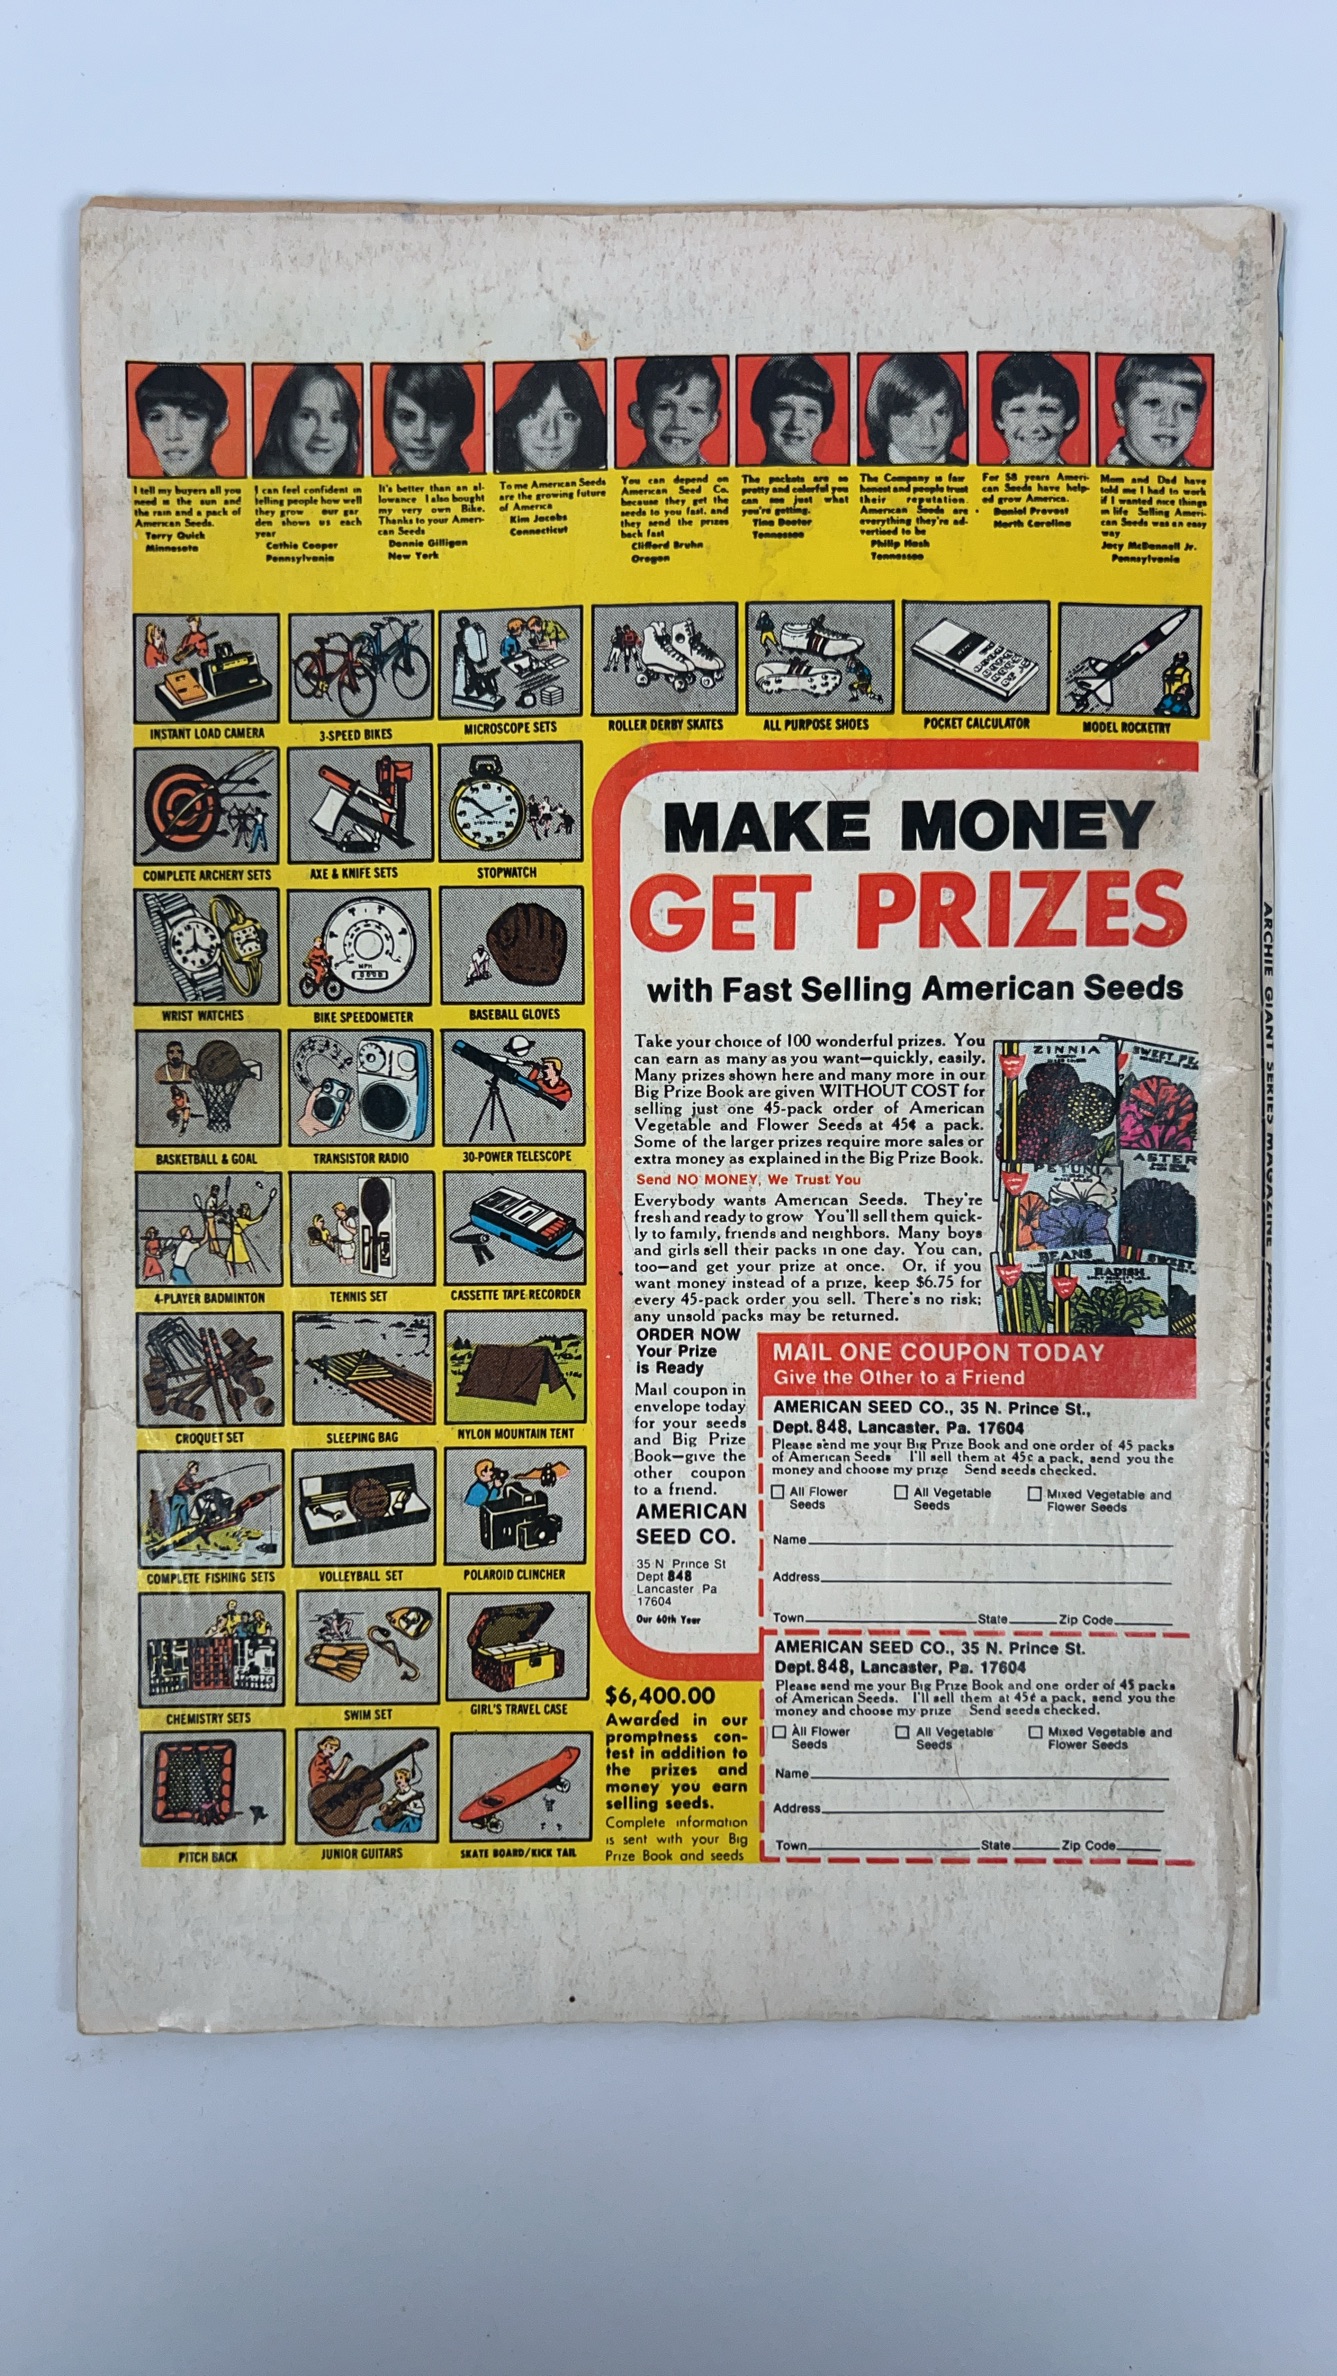 I tell my buyers all you
need is the sun and
the rain and a pack of
American Seeds.
Terry Quick
Minnesota
I can feel confident in
telling people how well
they grow our gar
den shows us each
year
Cathie Cooper
Pennsylvania
It's better than an al-
lowance I also bought
my very own Bike.
Thanks to your Ameri-
can Seeds
Donnie Gilligan
New York
To me American Seeds
are the growing future
of America
Kim Jacobs
Connecticut
You can depend on
American Seed Co.
because they get the
seeds to you fast, and
they send the prizes
back fast
Clifford Bruhn
Oregon
The packets are so
pretty and colorful you
can see just what
you're getting.
Tina Deeter
Tennessee
The Company is fair
honest and people trust
their reputation.
American Seeds are
everything they're ad-
vertised to be
Philip Nash
Tennessee
For 58 years Ameri-
can Seeds have help-
ed grow America.
Daniel Prevost
North Carolina
Mom and Dad have
told me I had to work
if I wanted nice things
in life Selling Ameri-
can Seeds was an easy
way
Jacy McDannell Jr.
Pennsylvania
INSTANT LOAD CAMERA
3-SPEED BIKES
MICROSCOPE SETS
ROLLER DERBY SKATES
ALL PURPOSE SHOES
POCKET CALCULATOR
MODEL ROCKETRY
COMPLETE ARCHERY SETS
AXE & KNIFE SETS
STOPWATCH
WRIST WATCHES
MPH
BIKE SPEEDOMETER
BASEBALL GLOVES
BASKETBALL & GOAL
TRANSISTOR RADIO
30-POWER TELESCOPE
4-PLAYER BADMINTON
TENNIS SET
CASSETTE TAPE RECORDER
CROQUET SET
SLEEPING BAG
NYLON MOUNTAIN TENT
COMPLETE FISHING SETS
VOLLEYBALL SET
POLAROID CLINCHER
CHEMISTRY SETS
SWIM SET
GIRL'S TRAVEL CASE
PITCH BACK
JUNIOR GUITARS
SKATE BOARD/KICK TAIL
MAKE MONEY
GET PRIZES
with Fast Selling American Seeds
Take your choice of 100 wonderful prizes. You
can earn as many as you want—quickly, easily.
Many prizes shown here and many more in our
Big Prize Book are given WITHOUT COST for
selling just one 45-pack order of American
Vegetable and Flower Seeds at 45¢ a pack.
Some of the larger prizes require more sales or
extra money as explained in the Big Prize Book.
Send NO MONEY, We Trust You
Everybody wants American Seeds. They're
fresh and ready to grow You'll sell them quick-
ly to family, friends and neighbors. Many boys
and girls sell their packs in one day. You can,
too—and get your prize at once. Or, if you
want money instead of a prize, keep $6.75 for
every 45-pack order you sell. There's no risk;
any unsold packs may be returned.
ZINNIA
SWEET PE
ASTER
PETUNIA
BEANS
SWEET
RADISH
ORDER NOW
Your Prize
is Ready
Mail coupon in
envelope today
for your seeds
and Big Prize
Book—give the
other coupon
to a friend.
AMERICAN
SEED CO.
35 N Prince St
Dept 848
Lancaster Pa
17604
Our 60th Year
MAIL ONE COUPON TODAY
Give the Other to a Friend
AMERICAN SEED CO., 35 N. Prince St.,
Dept. 848, Lancaster, Pa. 17604
Please send me your Big Prize Book and one order of 45 packs
of American Seeds I'll sell them at 45¢ a pack, send you the
money and choose my prize Send seeds checked.
All Flower Seeds
All Vegetable Seeds
Mixed Vegetable and Flower Seeds
Name
Address
Town State Zip Code
AMERICAN SEED CO., 35 N. Prince St.
Dept. 848, Lancaster, Pa. 17604
Please send me your Big Prize Book and one order of 45 packs
of American Seeds. I'll sell them at 45¢ a pack, send you the
money and choose my prize Send seeds checked.
All Flower Seeds
All Vegetable Seeds
Mixed Vegetable and Flower Seeds
Name
Address
Town State Zip Code
$6,400.00
Awarded in our
promptness con-
test in addition to
the prizes and
money you earn
selling seeds.
Complete information
is sent with your Big
Prize Book and seeds
ARCHIE GIANT SERIES MAGAZINE